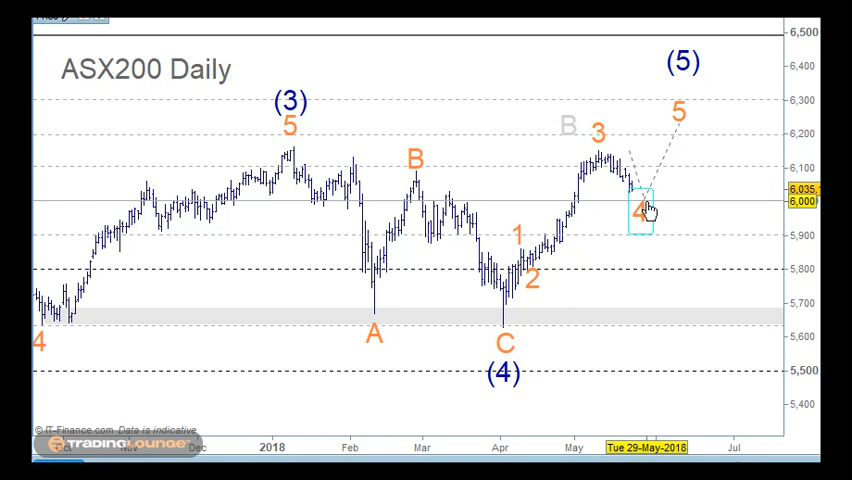 6,500
ASX200 Daily
6,400
(5)
(3)
6,300
5
5
B
3
6,200
B
6,100
6,035.
6,000
4
1
5,900
2
5,800
5,700
A
C
4
5,600
(4)
5,500
5,400
© IT-Finance.com Data is indicative
TRADINGLOUNGE
Oct Nov Dec 2018 Feb Mar Apr May Tue 29-May-2018 Jul